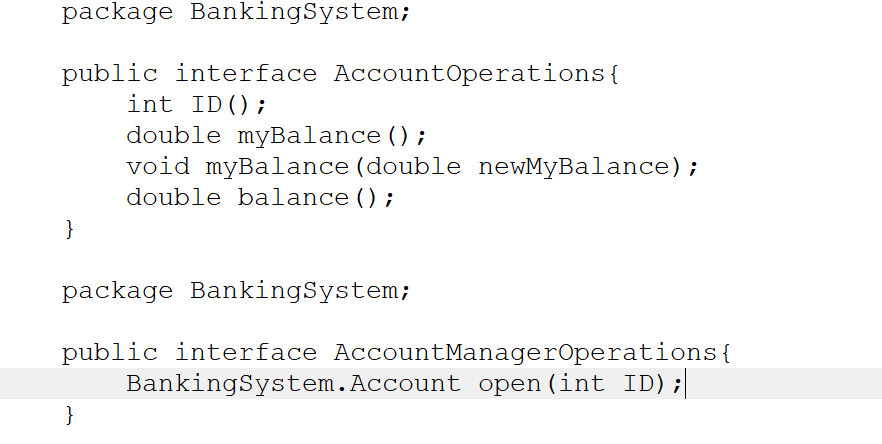 package BankingSystem;
public interface AccountOperations{
int ID();
double myBalance();
void myBalance(double newMyBalance);
double balance();
}
package BankingSystem;
public interface AccountManagerOperations{
BankingSystem.Account open(int ID);
}